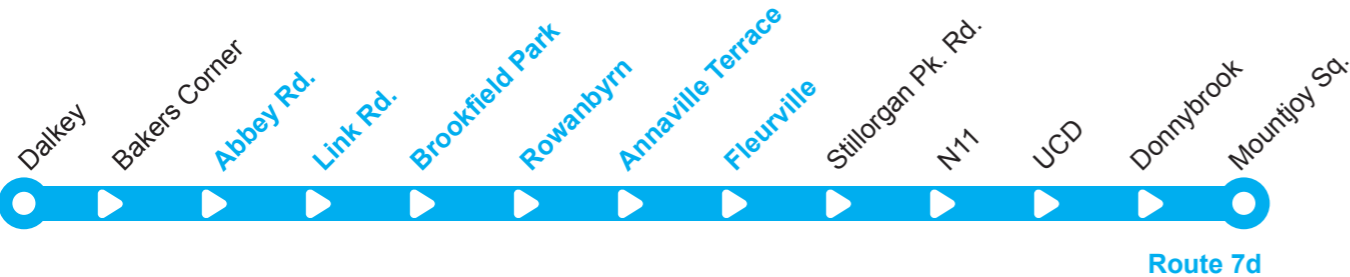 Dalkey
Bakers Corner
Abbey Rd.
Link Rd.
Brookfield Park
Rowanbyrn
Annaville Terrace
Fleurville
Stillorgan Pk. Rd.
N11
UCD
Donnybrook
Mountjoy Sq.
Route 7d